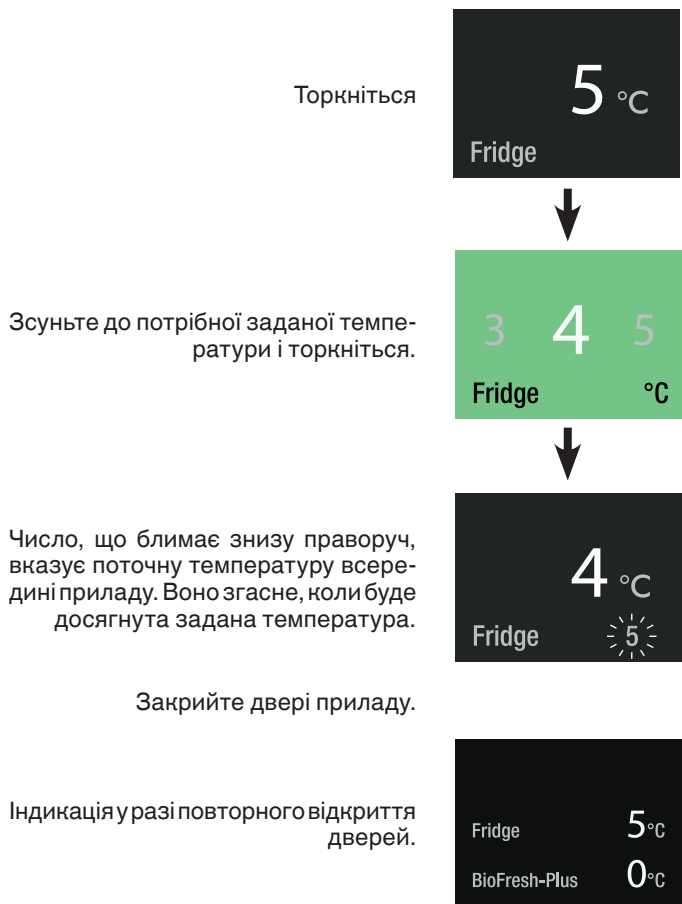 Торкніться
5 °C
Fridge
Зсуньте до потрібної заданої темпе-
ратури і торкніться.
3 4 5
Fridge °C
Число, що блимає знизу праворуч,
вказує поточну температуру всере-
дині приладу. Воно згасне, коли буде
досягнута задана температура.
4 °C
Fridge 5
Закрийте двері приладу.
Індикація у разі повторного відкриття
дверей.
Fridge 5°C
BioFresh-Plus 0°C